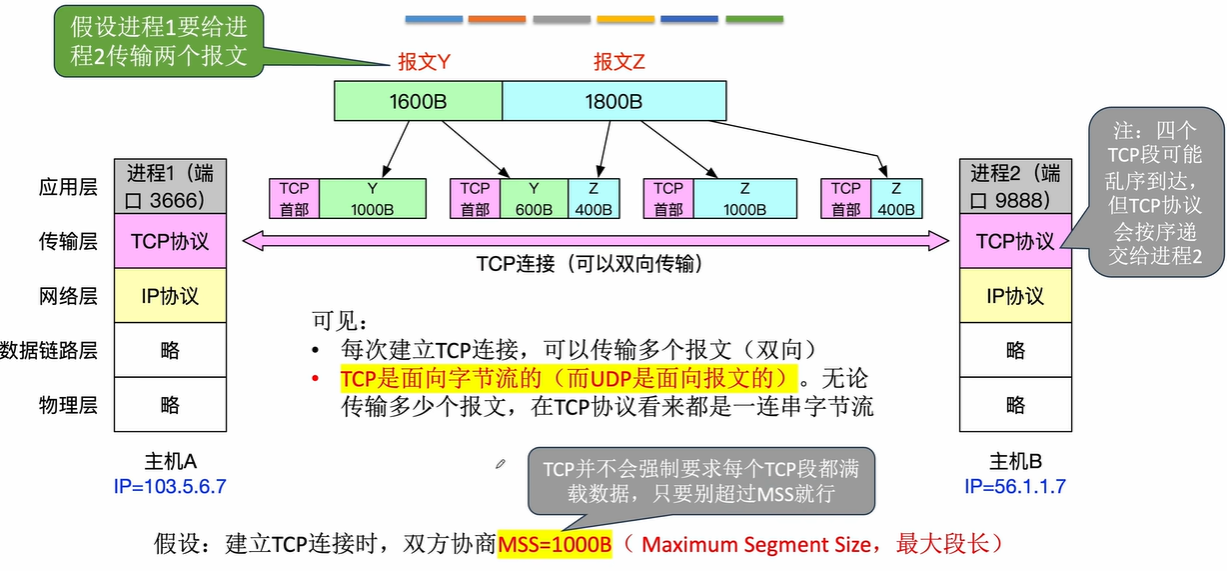 假设进程1要给进
程2传输两个报文
报文Y
报文Z
1600B
1800B
注：四个
TCP段可能
乱序到达，
但TCP协议
会按序递
交给进程2
应用层
进程1（端
口 3666）
TCP
首部
Y
1000B
TCP
首部
Y
600B
Z
400B
TCP
首部
Z
1000B
TCP
首部
Z
400B
进程2（端
口 9888）
传输层
TCP协议
TCP连接（可以双向传输）
TCP协议
网络层
IP协议
IP协议
数据链路层
略
略
物理层
略
略
可见：
• 每次建立TCP连接，可以传输多个报文（双向）
• TCP是面向字节流的（而UDP是面向报文的）。无论
传输多少个报文，在TCP协议看来都是一连串字节流
主机A
IP=103.5.6.7
主机B
IP=56.1.1.7
TCP并不会强制要求每个TCP段都满
载数据，只要别超过MSS就行
假设：建立TCP连接时，双方协商MSS=1000B（ Maximum Segment Size，最大段长）